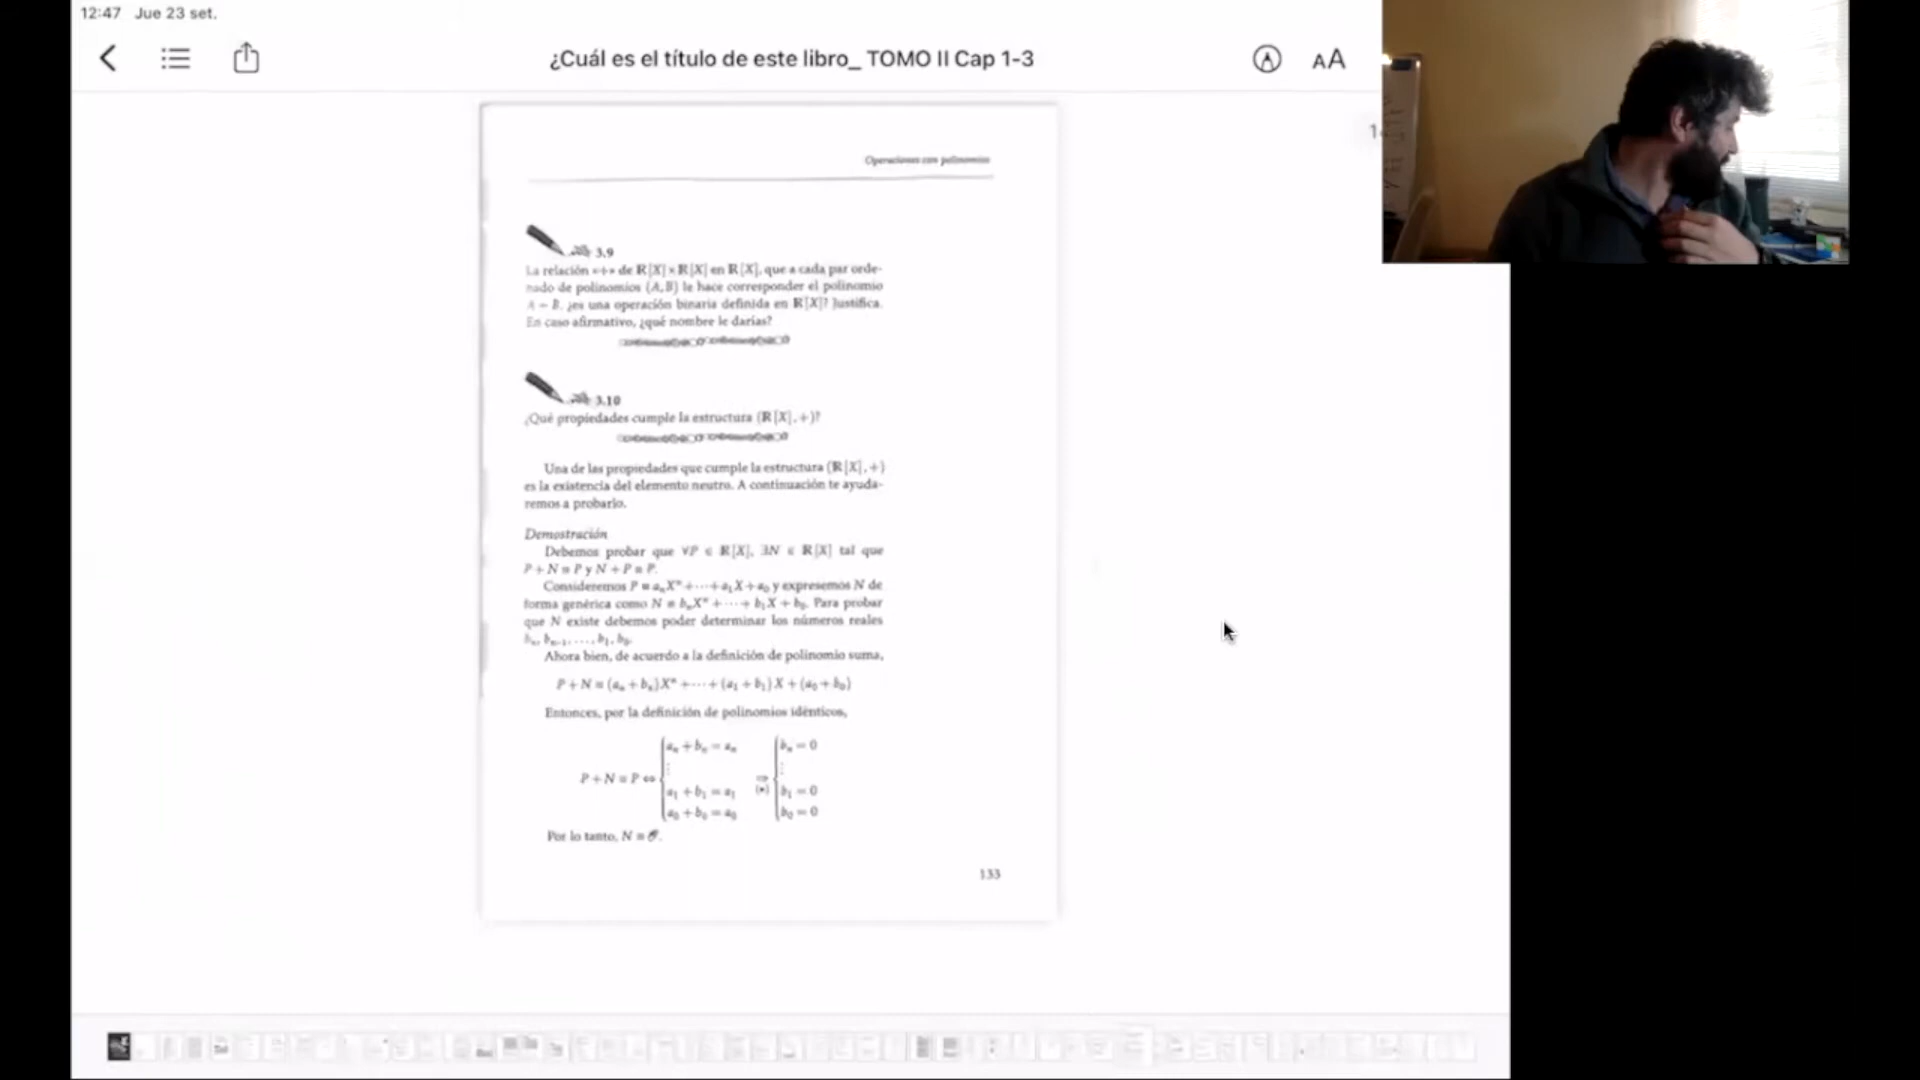 12:47 Jue 23 set.
¿Cuál es el título de este libro_ TOMO II Cap 1-3
AA
Operaciones con polinomios
3.9
La relación «+» de ℝ[X]×ℝ[X] en ℝ[X], que a cada par orde-
nado de polinomios (A,B) le hace corresponder el polinomio
A + B, ¿es una operación binaria definida en ℝ[X]? Justifica.
En caso afirmativo, ¿qué nombre le darías?
3.10
¿Qué propiedades cumple la estructura (ℝ[X],+)?
Una de las propiedades que cumple la estructura (ℝ[X],+)
es la existencia del elemento neutro. A continuación te ayuda-
remos a probarlo.
Demostración
Debemos probar que ∀P ∈ ℝ[X], ∃N ∈ ℝ[X] tal que
P + N ≡ P y N + P ≡ P.
Consideremos P ≡ aₙXⁿ+⋯+a₁X+a₀ y expresemos N de
forma genérica como N ≡ bₙXⁿ+⋯+b₁X+b₀. Para probar
que N existe debemos poder determinar los números reales
bₙ, bₙ₋₁, …, b₁, b₀.
Ahora bien, de acuerdo a la definición de polinomio suma,
P + N ≡ (aₙ+bₙ)Xⁿ+⋯+(a₁+b₁)X+(a₀+b₀)
Entonces, por la definición de polinomios idénticos,
aₙ+bₙ=aₙ bₙ=0
⋮ ⋮
P+N≡P⇔ ⇒
a₁+b₁=a₁ (*) b₁=0
a₀+b₀=a₀ b₀=0
Por lo tanto, N ≡ 𝒪.
133